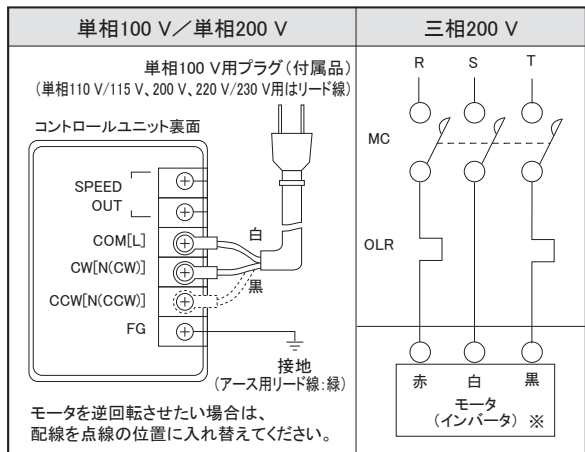 単相100 V／単相200 V
単相100 V用プラグ（付属品）
（単相110 V/115 V、200 V、220 V/230 V用はリード線）
コントロールユニット裏面
SPEED
OUT
COM[L]
CW[N(CW)]
CCW[N(CCW)]
FG
白
黒
接地
（アース用リード線：緑）
モータを逆回転させたい場合は、
配線を点線の位置に入れ替えてください。
三相200 V
R S T
MC
OLR
赤 白 黒
モータ
（インバータ） ※